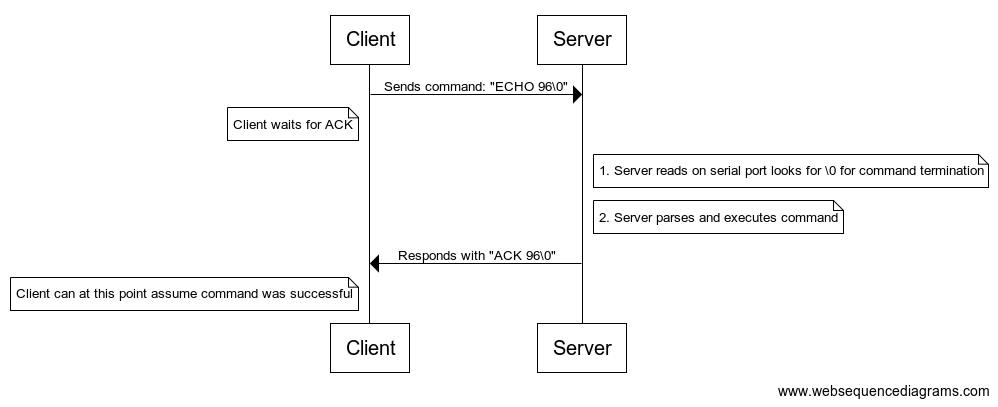 Client
Server
Sends command: "ECHO 96\0"
Client waits for ACK
1. Server reads on serial port looks for \0 for command termination
2. Server parses and executes command
Responds with "ACK 96\0"
Client can at this point assume command was successful
Client
Server
www.websequencediagrams.com